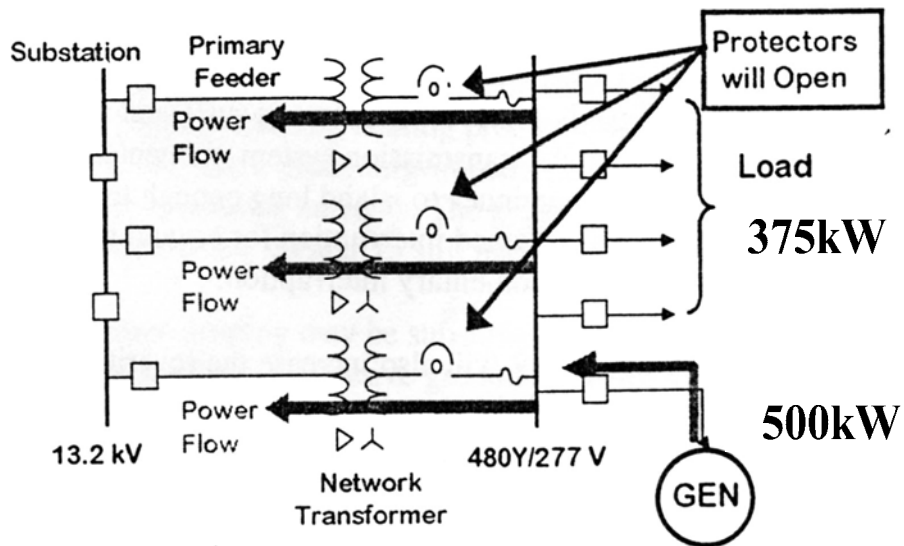 Substation
Primary
Feeder
Protectors
will Open
Power
Flow
Load
375kW
Power
Flow
500kW
Power
Flow
13.2 kV
480Y/277 V
Network
Transformer
GEN